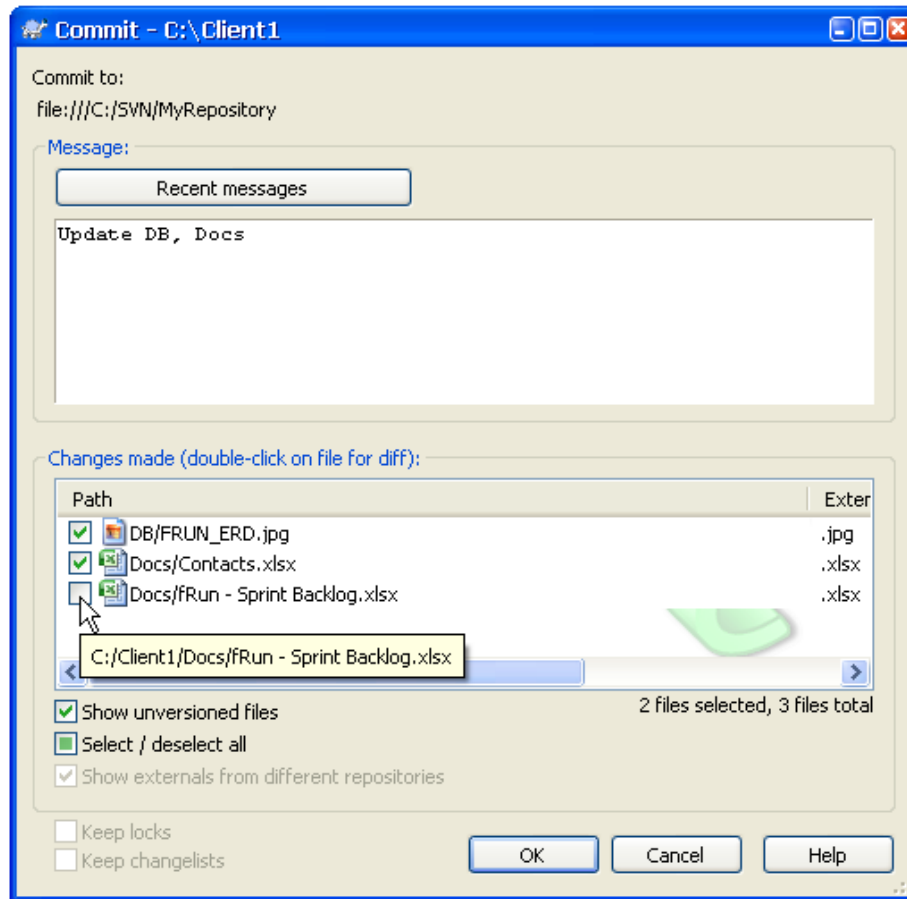 Commit - C:\Client1
Commit to:
file:///C:/SVN/MyRepository
Message:
Recent messages
Update DB, Docs
Changes made (double-click on file for diff):
Path Exter
DB/FRUN_ERD.jpg .jpg
Docs/Contacts.xlsx .xlsx
Docs/fRun - Sprint Backlog.xlsx .xlsx
C:/Client1/Docs/fRun - Sprint Backlog.xlsx
Show unversioned files 2 files selected, 3 files total
Select / deselect all
Show externals from different repositories
Keep locks
Keep changelists
OK Cancel Help